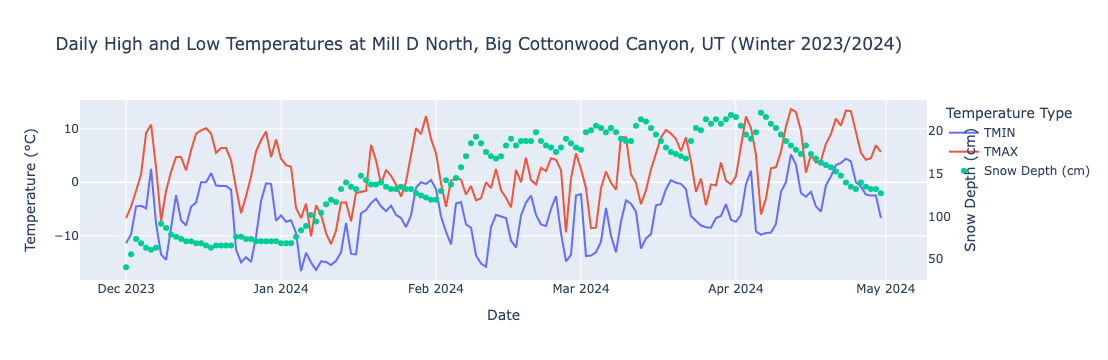 Daily High and Low Temperatures at Mill D North, Big Cottonwood Canyon, UT (Winter 2023/2024)
Temperature (°C)
10
0
−10
Dec 2023
Jan 2024
Feb 2024
Mar 2024
Apr 2024
May 2024
Date
20
15
100
50
Snow Depth (cm)
Temperature Type
TMIN
TMAX
Snow Depth (cm)